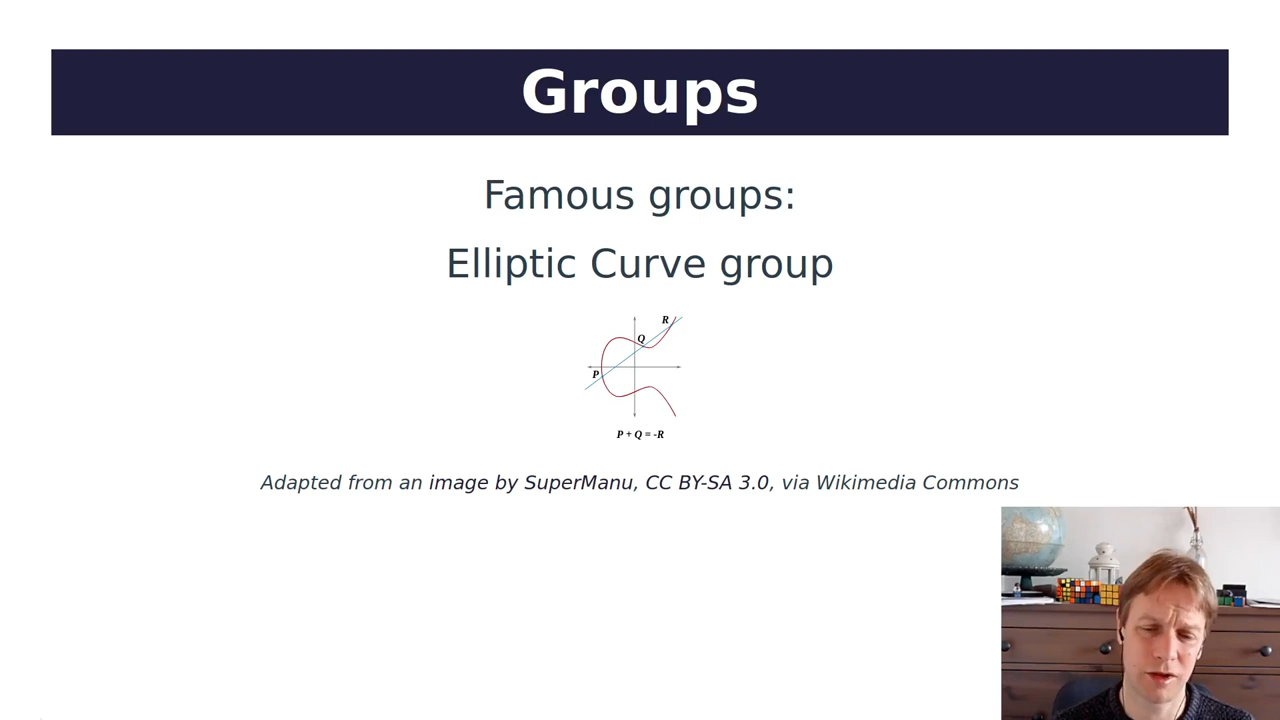 Groups
Famous groups:
Elliptic Curve group
R
Q
P
P + Q = -R
Adapted from an image by SuperManu, CC BY-SA 3.0, via Wikimedia Commons